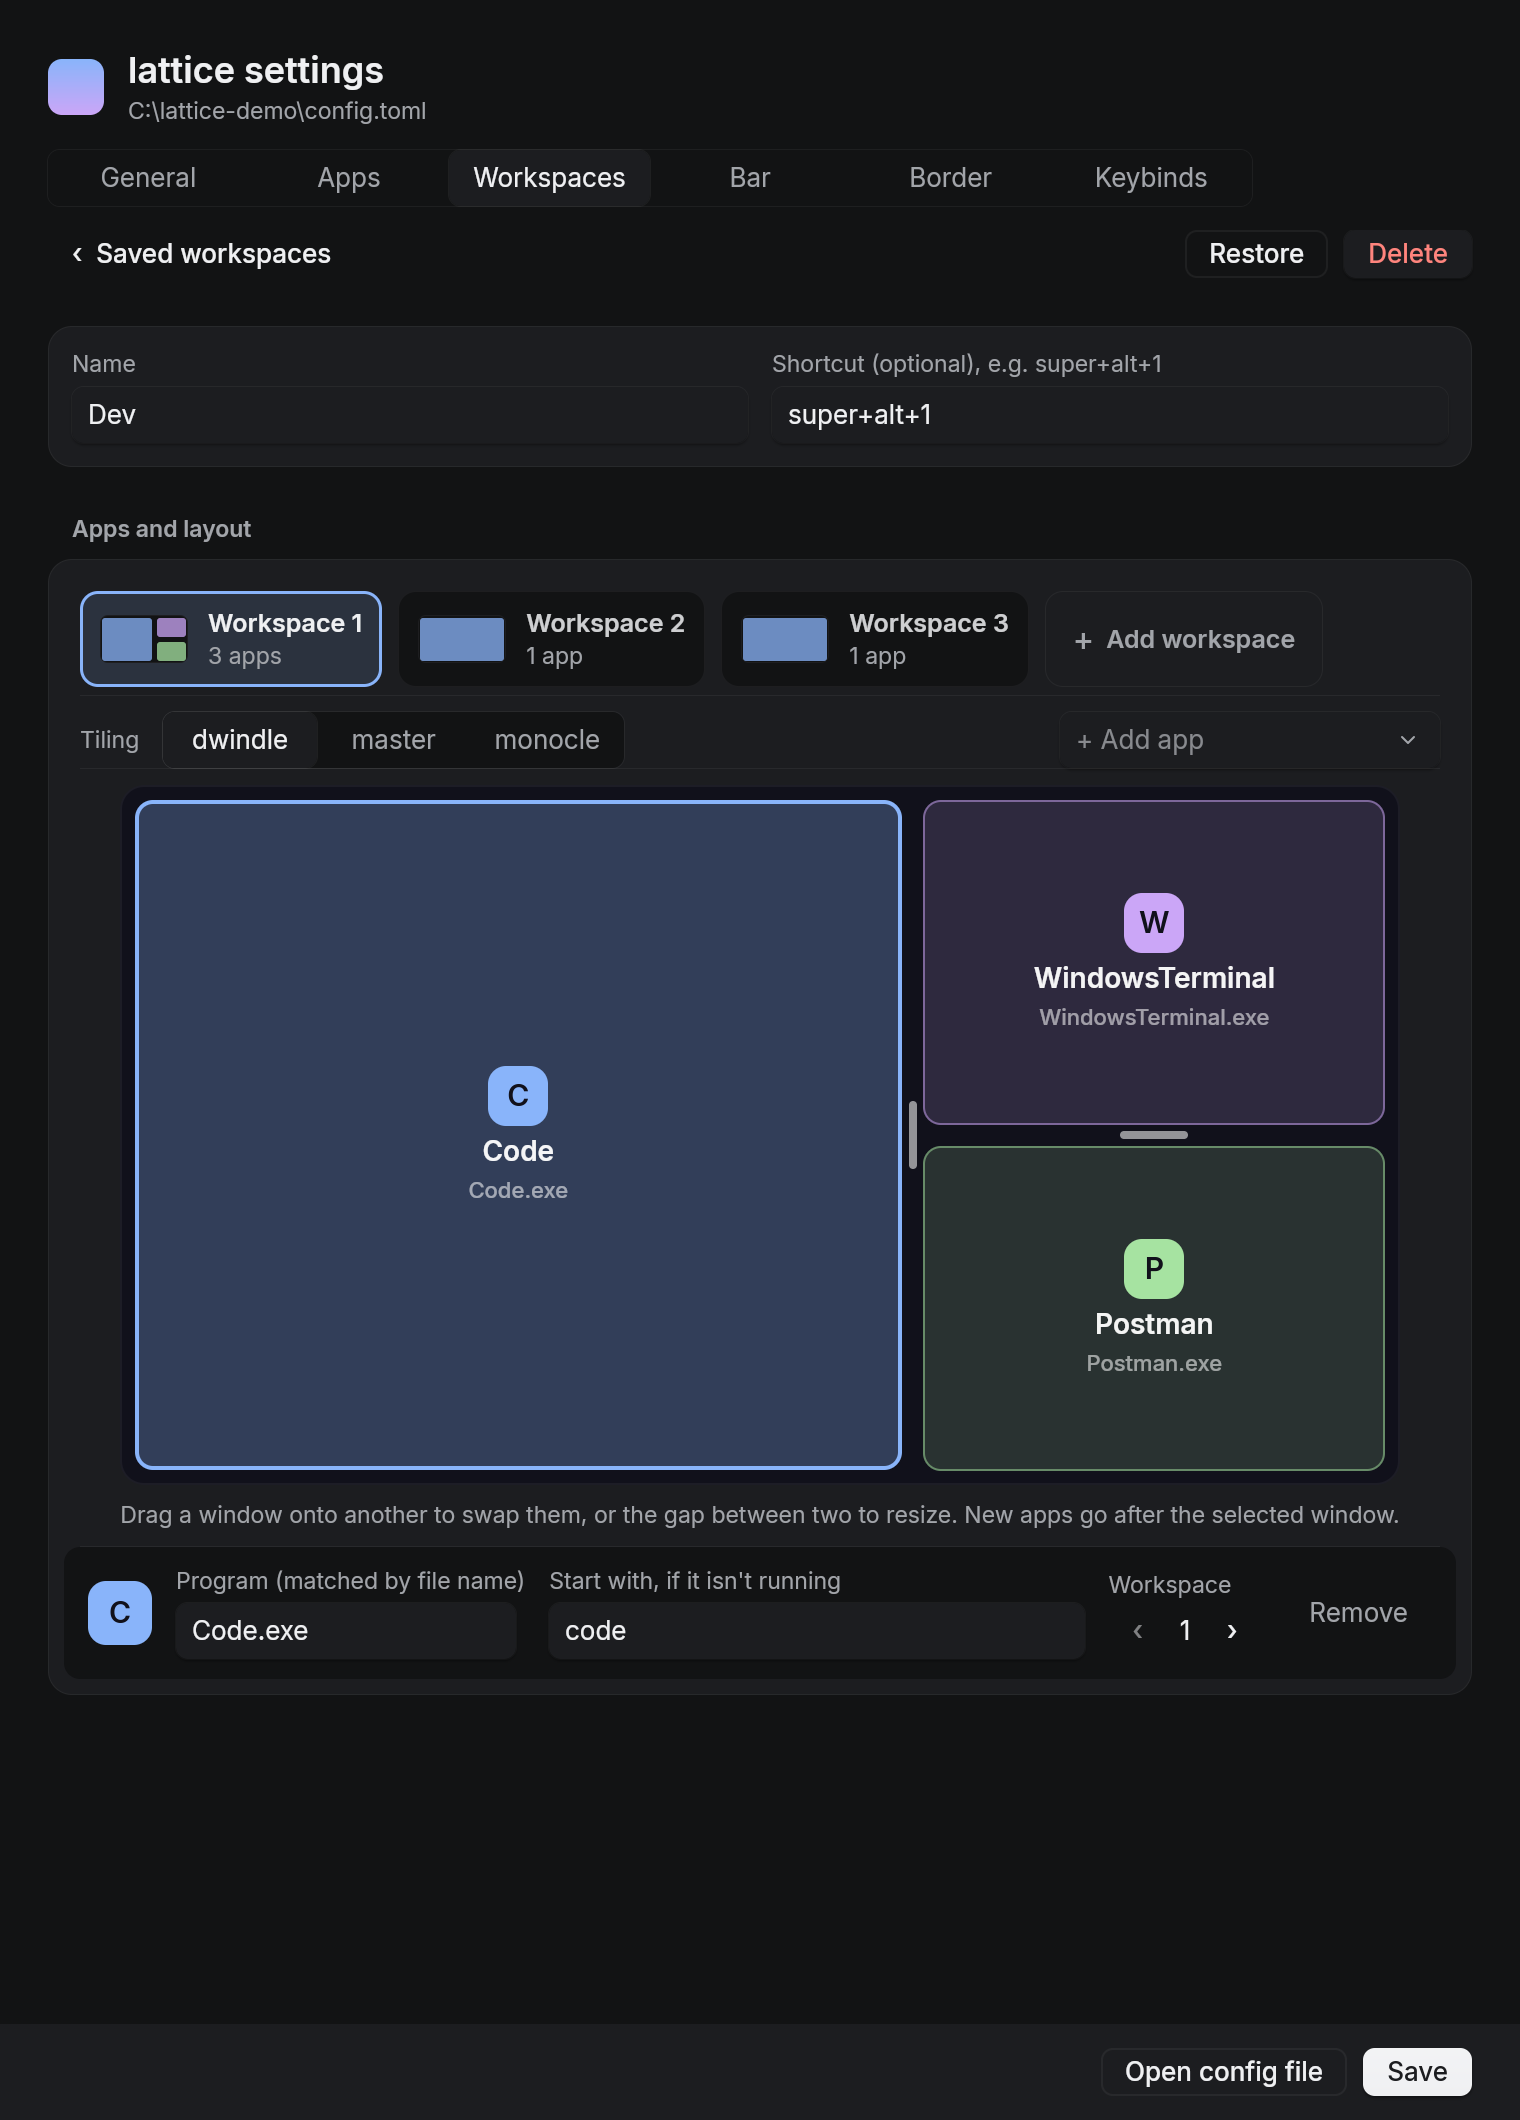 lattice settings
C:\lattice-demo\config.toml
General Apps Workspaces Bar Border Keybinds
‹ Saved workspaces Restore Delete
Name Shortcut (optional), e.g. super+alt+1
Dev super+alt+1
Apps and layout
Workspace 1 Workspace 2 Workspace 3
3 apps 1 app 1 app
+ Add workspace
Tiling dwindle master monocle + Add app
W
WindowsTerminal
WindowsTerminal.exe
C
Code
Code.exe
P
Postman
Postman.exe
Drag a window onto another to swap them, or the gap between two to resize. New apps go after the selected window.
Program (matched by file name) Start with, if it isn't running Workspace
C Code.exe code ‹ 1 › Remove
Open config file Save